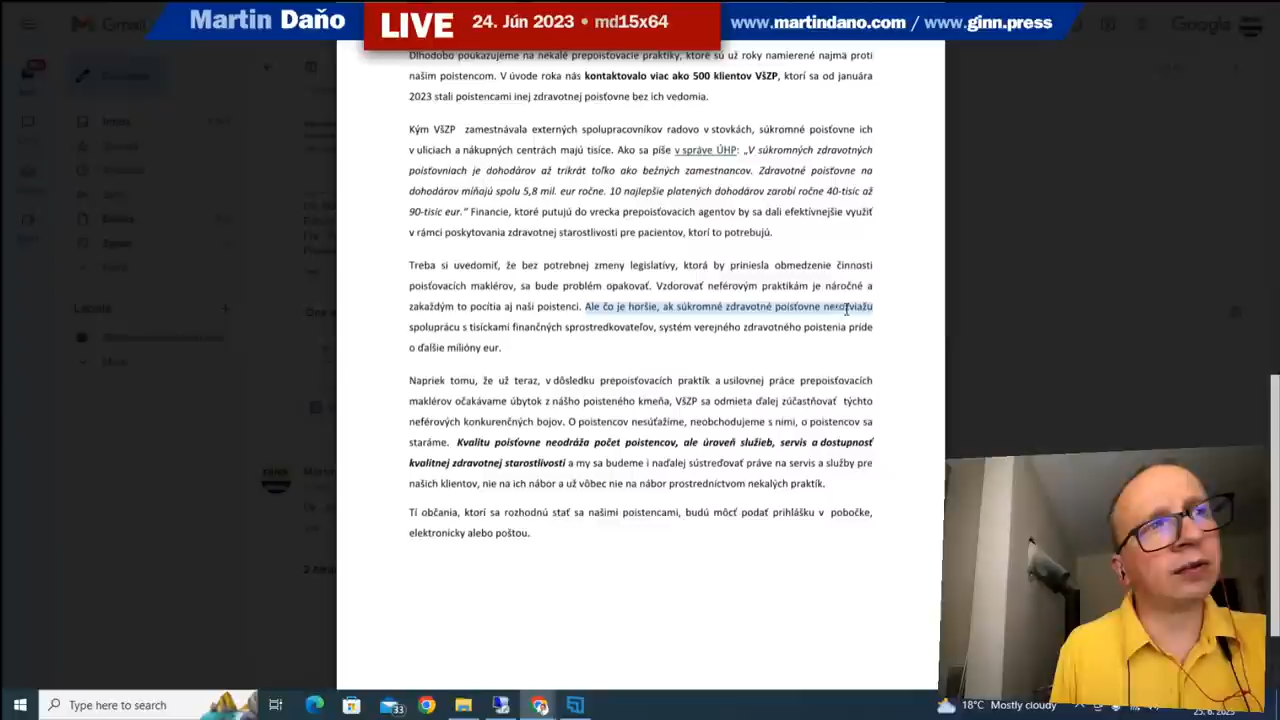 Martin Daňo
LIVE
24. Jún 2023 • md15x64
www.martindano.com / www.ginn.press
Gmail
Google
Dlhodobo poukazujeme na nekalé prepoisťovacie praktiky, ktoré sú už roky namierené najmä proti
našim poistencom. V úvode roka nás kontaktovalo viac ako 500 klientov VšZP, ktorí sa od januára
2023 stali poistencami inej zdravotnej poisťovne bez ich vedomia.
Kým VšZP zamestnávala externých spolupracovníkov radovo v stovkách, súkromné poisťovne ich
v uliciach a nákupných centrách majú tisíce. Ako sa píše v správe ÚHP: „V súkromných zdravotných
poisťovniach je dohodárov až trikrát toľko ako bežných zamestnancov. Zdravotné poisťovne na
dohodárov míňajú spolu 5,8 mil. eur ročne. 10 najlepšie platených dohodárov zarobí ročne 40-tisíc až
90-tisíc eur.“ Financie, ktoré putujú do vrecka prepoisťovacích agentov by sa dali efektívnejšie využiť
v rámci poskytovania zdravotnej starostlivosti pre pacientov, ktorí to potrebujú.
Treba si uvedomiť, že bez potrebnej zmeny legislatívy, ktorá by priniesla obmedzenie činnosti
poisťovacích maklérov, sa bude problém opakovať. Vzdorovať neférovým praktikám je náročné a
zakaždým to pocítia aj naši poistenci. Ale čo je horšie, ak súkromné zdravotné poisťovne nerozviažu
spoluprácu s tisíckami finančných sprostredkovateľov, systém verejného zdravotného poistenia príde
o ďalšie milióny eur.
Napriek tomu, že už teraz, v dôsledku prepoisťovacích praktík a usilovnej práce prepoisťovacích
maklérov očakávame úbytok z nášho poisteného kmeňa, VšZP sa odmieta ďalej zúčastňovať týchto
neférových konkurenčných bojov. O poistencov nesúťažíme, neobchodujeme s nimi, o poistencov sa
staráme. Kvalitu poisťovne neodráža počet poistencov, ale úroveň služieb, servis a dostupnosť
kvalitnej zdravotnej starostlivosti a my sa budeme i naďalej sústreďovať práve na servis a služby pre
našich klientov, nie na ich nábor a už vôbec nie na nábor prostredníctvom nekalých praktík.
Tí občania, ktorí sa rozhodnú stať sa našimi poistencami, budú môcť podať prihlášku v pobočke,
elektronicky alebo poštou.
Type here to search
33
18°C Mostly cloudy